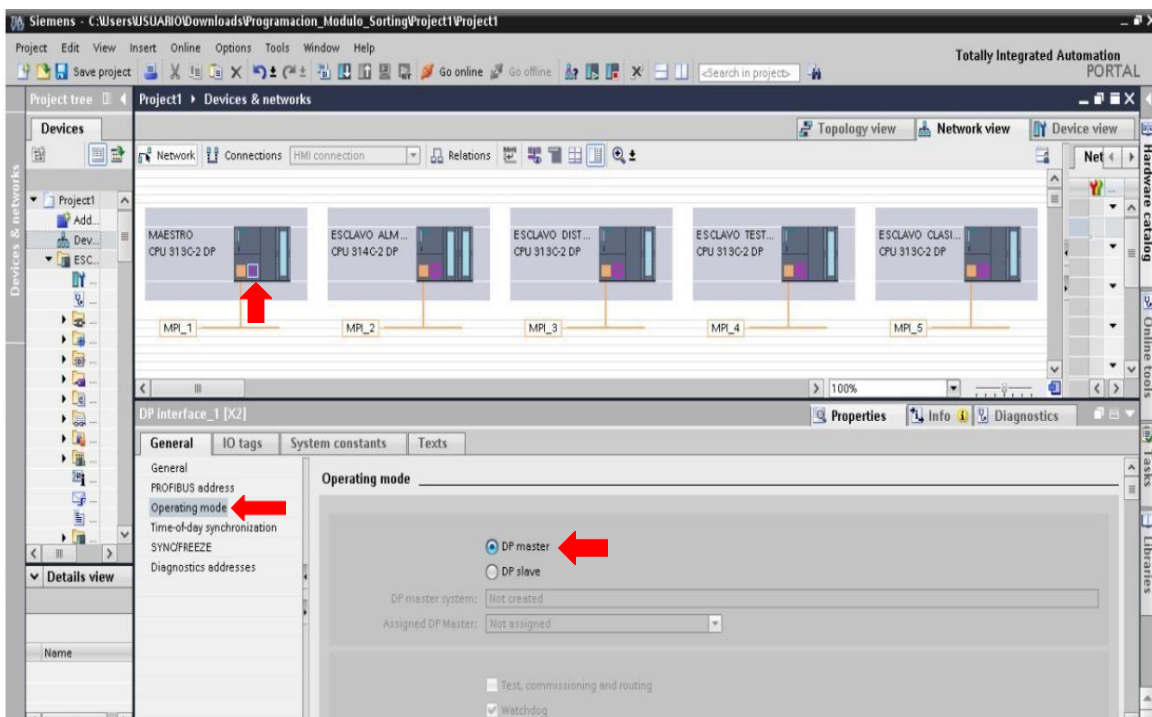 Siemens - C:\Users\USUARIO\Downloads\Programacion_Modulo_Sorting\Project1\Project1
Project Edit View Insert Online Options Tools Window Help
Totally Integrated Automation
PORTAL
Save project Go online Go offline <Search in project>
Project tree
Project1 Devices & networks
Devices
Topology view Network view Device view
Network Connections HMI connection Relations
Net
Devices & networks
Project1
Add...
Dev...
ESC...
MAESTRO
CPU 313C-2 DP
ESCLAVO ALM...
CPU 314C-2 DP
ESCLAVO DIST...
CPU 313C-2 DP
ESCLAVO TEST...
CPU 313C-2 DP
ESCLAVO CLASI...
CPU 313C-2 DP
MPI_1
MPI_2
MPI_3
MPI_4
MPI_5
100%
DP interface_1 [X2]
Properties Info Diagnostics
General IO tags System constants Texts
General
PROFIBUS address
Operating mode
Time-of-day synchronization
SYNC/FREEZE
Diagnostics addresses
Operating mode
DP master
DP slave
DP master system: Not created
Assigned DP Master: Not assigned
Test, commissioning and routing
Watchdog
Details view
Name
Hardware catalog
Online tools
Tasks
Libraries